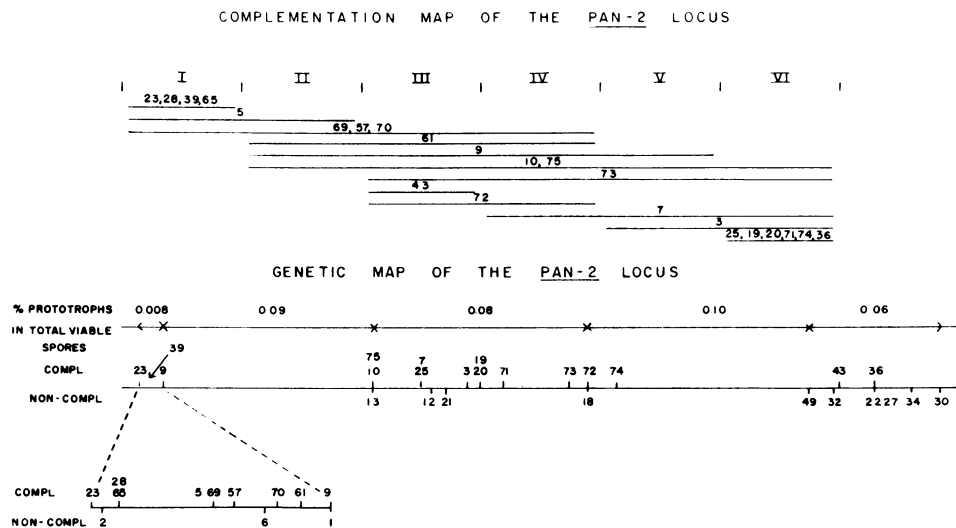 COMPLEMENTATION MAP OF THE PAN-2 LOCUS
I II III IV V VI
23, 28, 39, 65
5
69, 57, 70
61
9
10, 75
73
43
72
7
3
25, 19, 20, 71, 74, 36
GENETIC MAP OF THE PAN-2 LOCUS
% PROTOTROPHS 0.008 0.09 0.08 0.10 0.06
IN TOTAL VIABLE
SPORES
39
75 7 19
COMPL 23 9 10 25 3 20 71 73 72 74 43 36
NON-COMPL 13 12 21 18 49 32 22 27 34 30
28
COMPL 23 65 5 69 57 70 61 9
NON-COMPL 2 6 1